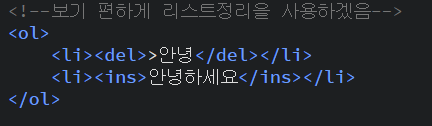 <!--보기 편하게 리스트정리을 사용하겠음-->
<ol>
    <li><del>>안녕</del></li>
    <li><ins>안녕하세요</ins></li>
</ol>